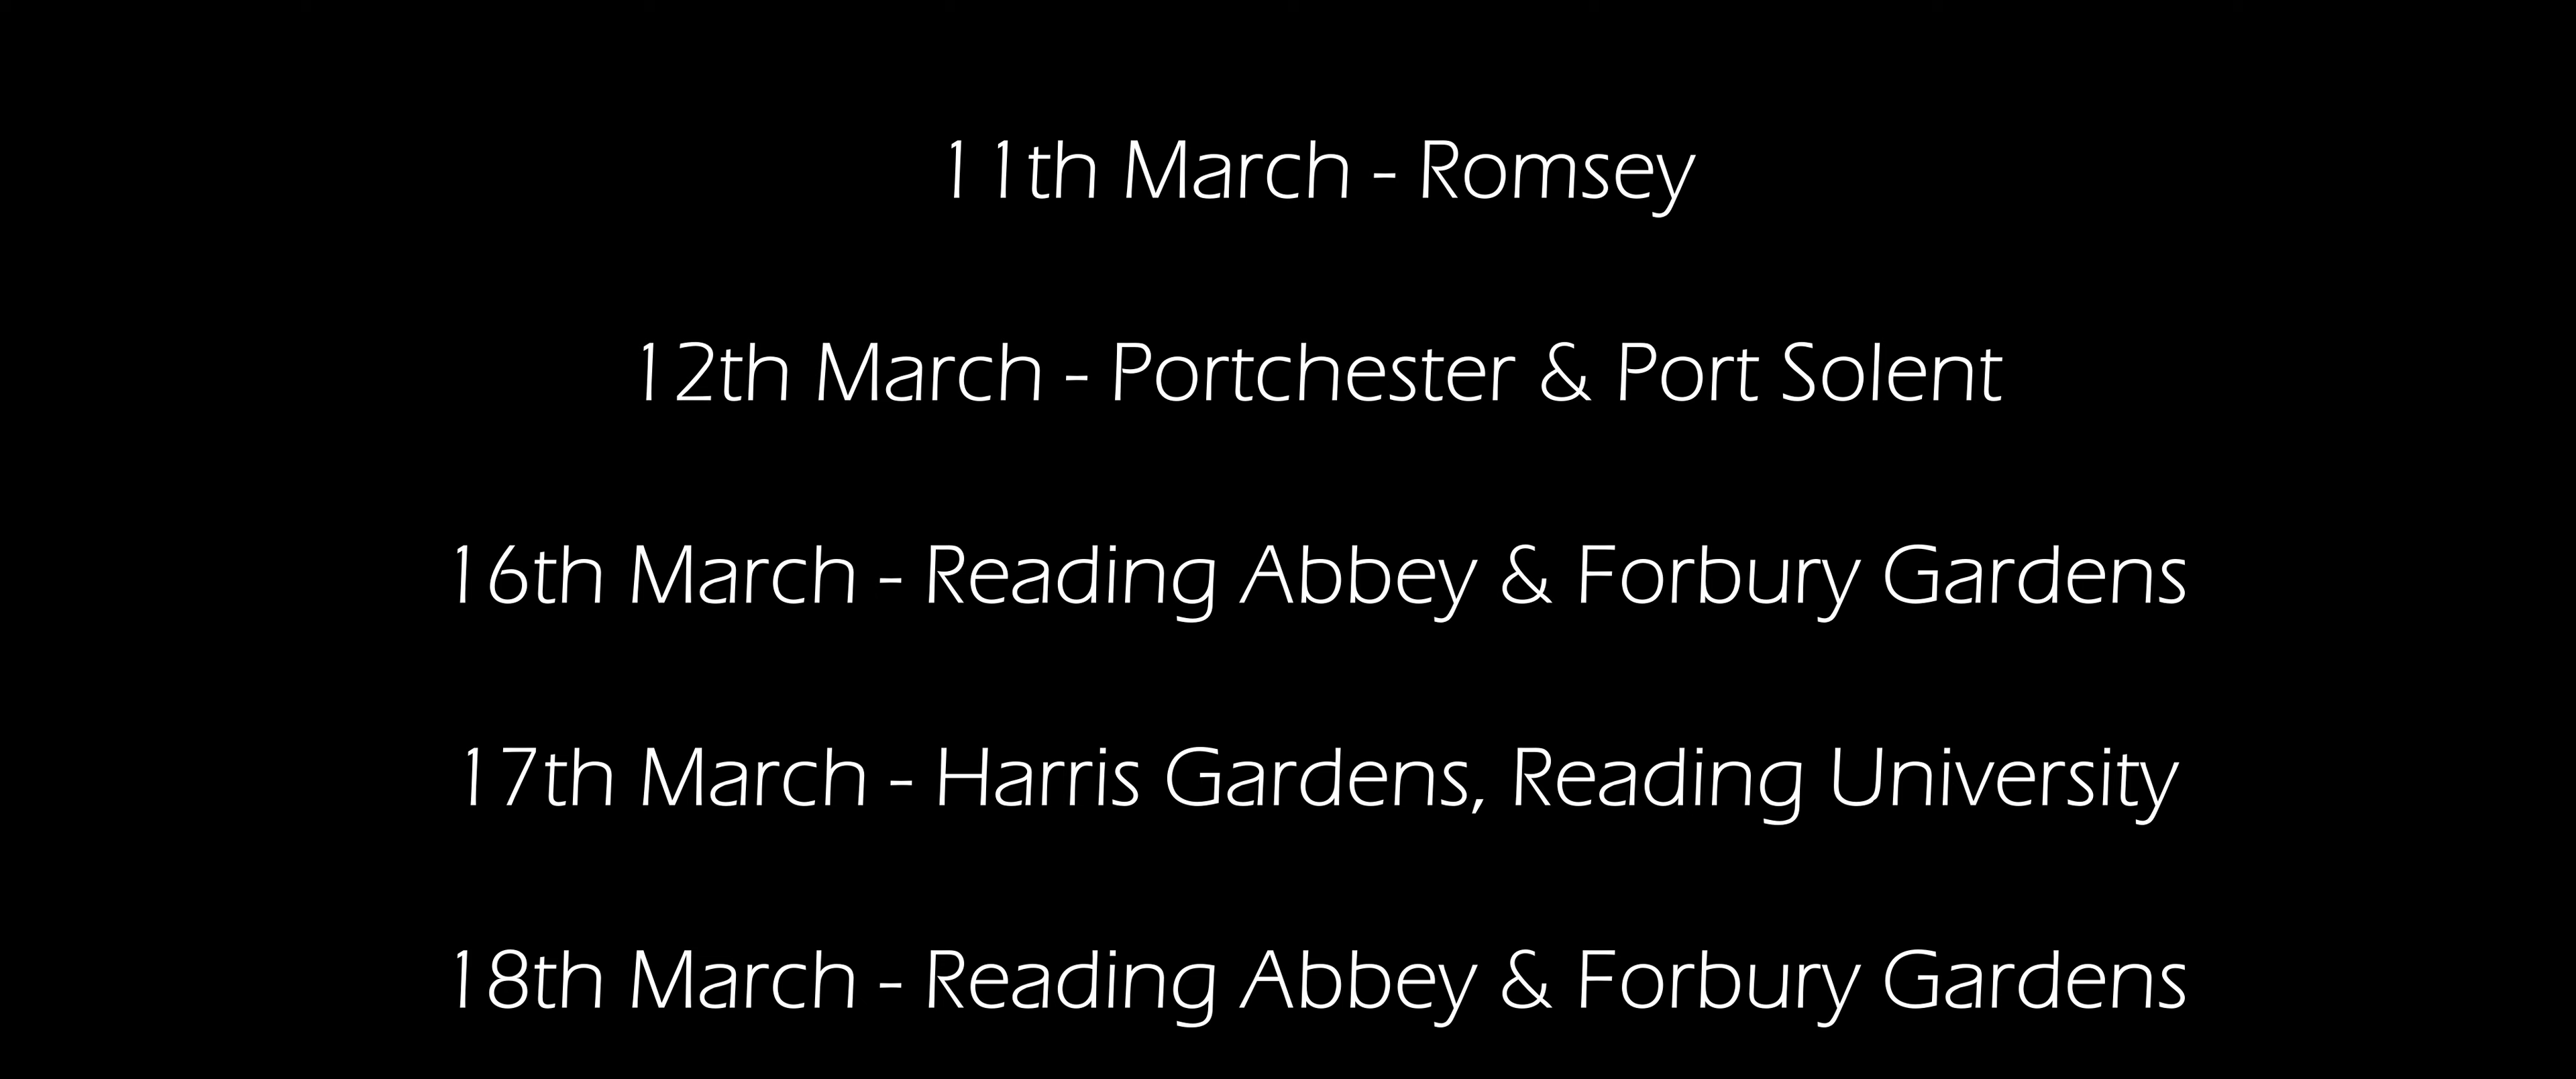 11th March - Romsey
12th March - Portchester & Port Solent
16th March - Reading Abbey & Forbury Gardens
17th March - Harris Gardens, Reading University
18th March - Reading Abbey & Forbury Gardens